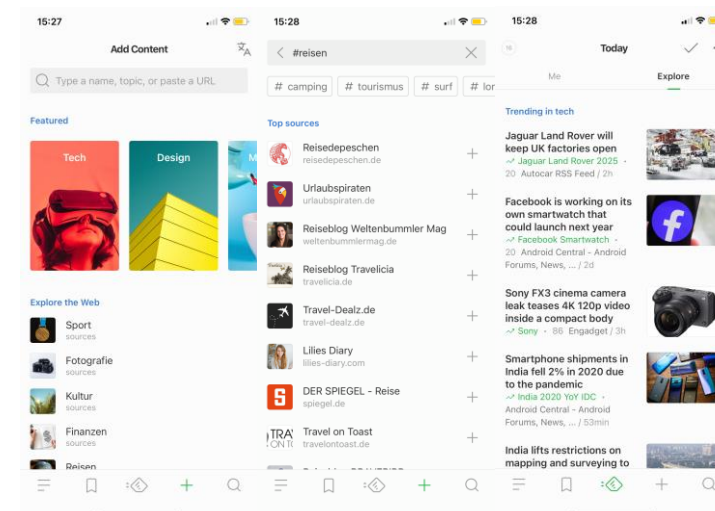 15:27
Add Content
Type a name, topic, or paste a URL
Featured
Tech
Design
M
Explore the Web
Sport
sources
Fotografie
sources
Kultur
sources
Finanzen
sources
Reisen
15:28
#reisen
# camping
# tourismus
# surf
# lor
Top sources
Reisedepeschen
reisedepeschen.de
Urlaubspiraten
urlaubspiraten.de
Reiseblog Weltenbummler Mag
weltenbummlermag.de
Reiseblog Travelicia
travelicia.de
Travel-Dealz.de
travel-dealz.de
Lilies Diary
lilies-diary.com
DER SPIEGEL - Reise
spiegel.de
TRA
ON TO
Travel on Toast
travelontoast.de
15:28
Today
Me
Explore
Trending in tech
Jaguar Land Rover will
keep UK factories open
Jaguar Land Rover 2025 •
20 Autocar RSS Feed / 2h
Facebook is working on its
own smartwatch that
could launch next year
Facebook Smartwatch •
20 Android Central - Android
Forums, News, ... / 2d
Sony FX3 cinema camera
leak teases 4K 120p video
inside a compact body
Sony • 86 Engadget / 3h
Smartphone shipments in
India fell 2% in 2020 due
to the pandemic
India 2020 YoY IDC •
Android Central - Android
Forums, News, ... / 53min
India lifts restrictions on
mapping and surveying to